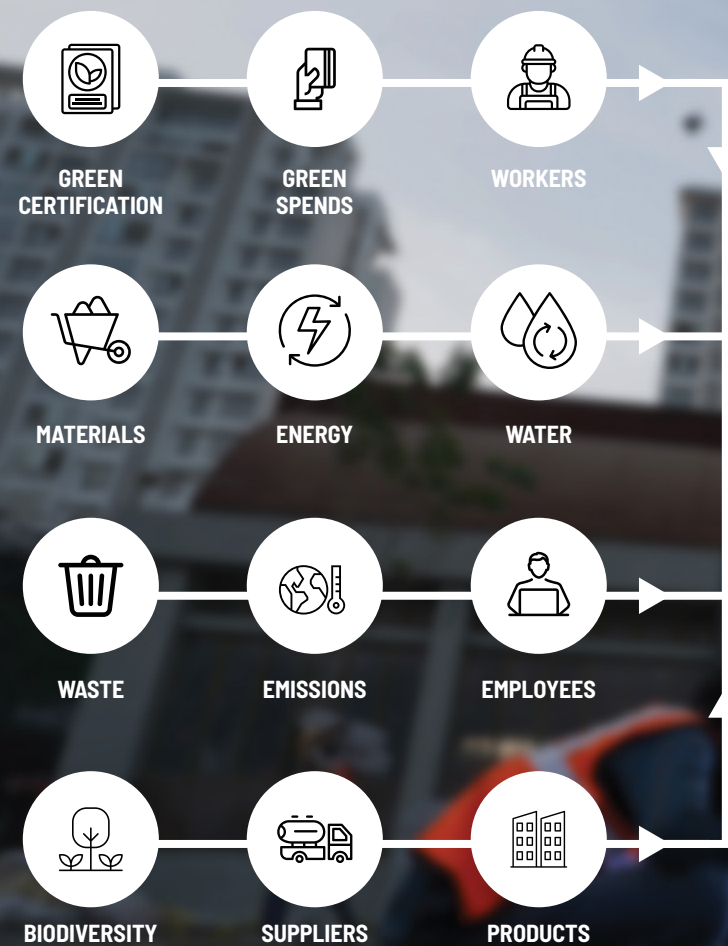 GREEN
CERTIFICATION
GREEN
SPENDS
WORKERS
MATERIALS
ENERGY
WATER
WASTE
EMISSIONS
EMPLOYEES
BIODIVERSITY
SUPPLIERS
PRODUCTS